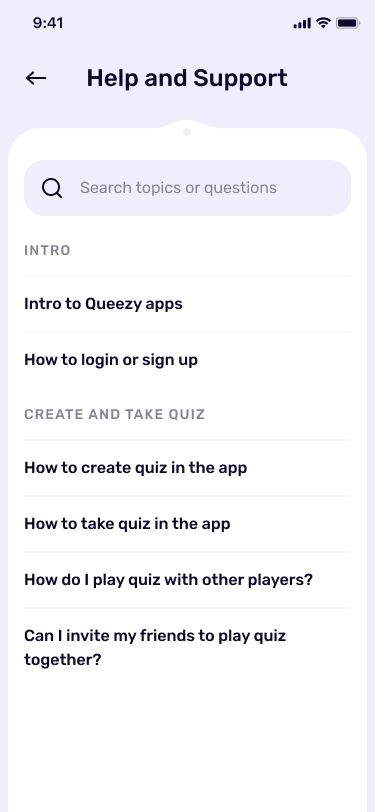 9:41
Help and Support
Search topics or questions
INTRO
Intro to Queezy apps
How to login or sign up
CREATE AND TAKE QUIZ
How to create quiz in the app
How to take quiz in the app
How do I play quiz with other players?
Can I invite my friends to play quiz
together?